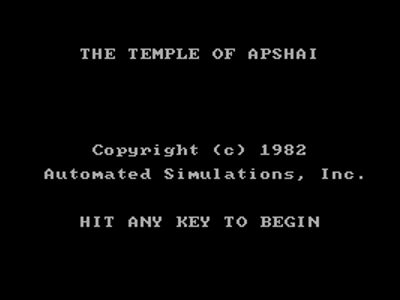 THE TEMPLE OF APSHAI
Copyright (c) 1982
Automated Simulations, Inc.
HIT ANY KEY TO BEGIN